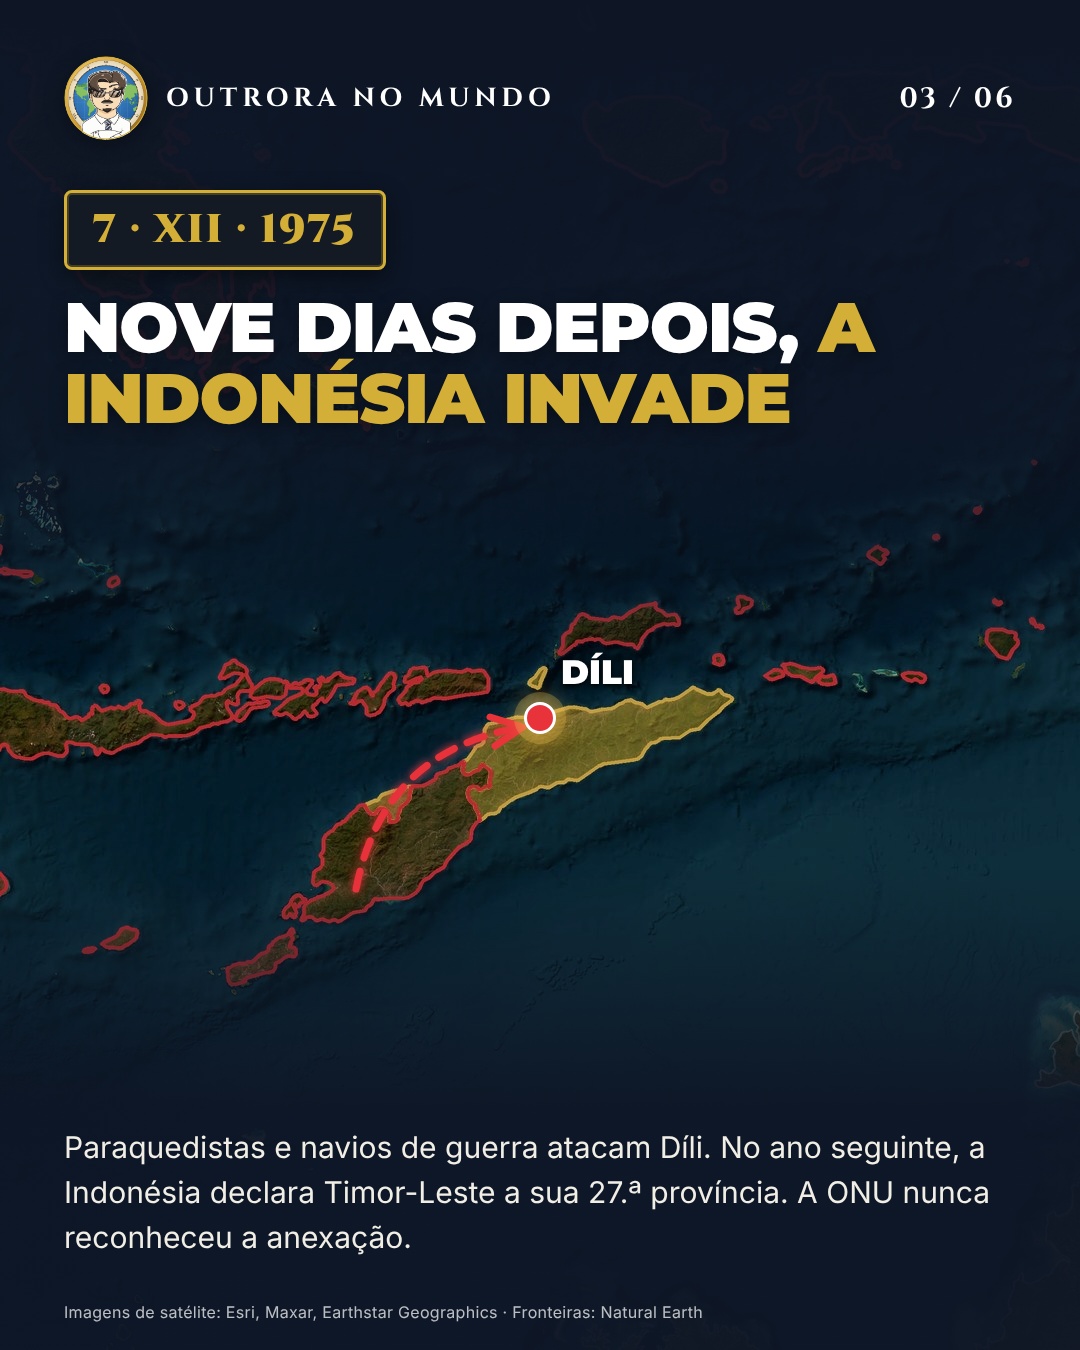 OUTRORA NO MUNDO
03 / 06
7 · XII · 1975
NOVE DIAS DEPOIS, A
INDONÉSIA INVADE
DÍLI
Paraquedistas e navios de guerra atacam Díli. No ano seguinte, a
Indonésia declara Timor-Leste a sua 27.ª província. A ONU nunca
reconheceu a anexação.
Imagens de satélite: Esri, Maxar, Earthstar Geographics · Fronteiras: Natural Earth